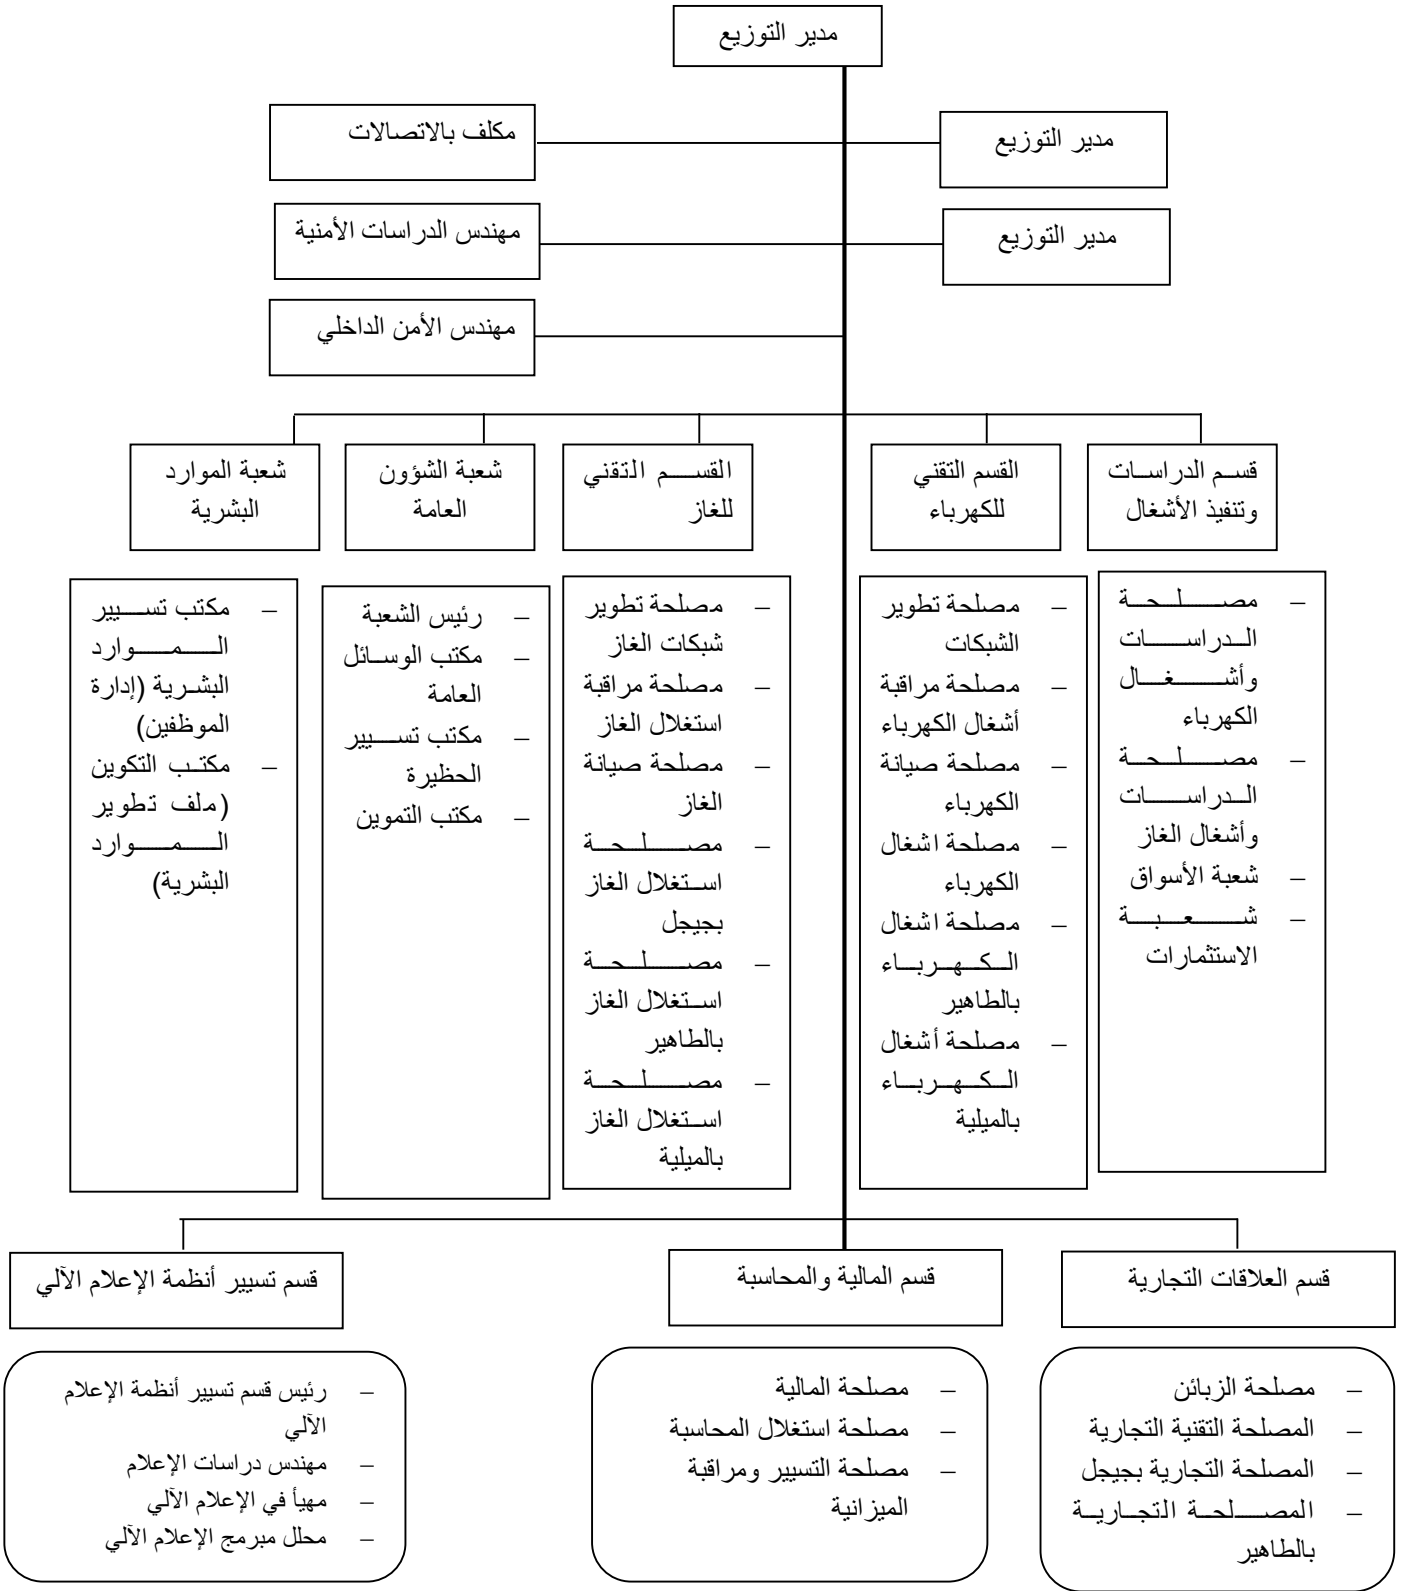 مدير التوزيع
مدير التوزيع
مكلف بالاتصالات
مدير التوزيع
مهندس الدراسات الأمنية
مهندس الأمن الداخلي
قسم الدراسات
وتنفيذ الأشغال
القسم التقني
للكهرباء
القسم التقني
للغاز
شعبة الشؤون
العامة
شعبة الموارد
البشرية
– مصلحة
الدراسات
وأشغال
الكهرباء
– مصلحة
الدراسات
وأشغال الغاز
– شعبة الأسواق
– شعبة
الاستثمارات
– مصلحة تطوير
الشبكات
– مصلحة مراقبة
أشغال الكهرباء
– مصلحة صيانة
الكهرباء
– مصلحة اشغال
الكهرباء
– مصلحة اشغال
الكهرباء
بالطاهير
– مصلحة أشغال
الكهرباء
بالميلية
– مصلحة تطوير
شبكات الغاز
– مصلحة مراقبة
استغلال الغاز
– مصلحة صيانة
الغاز
– مصلحة
استغلال الغاز
بجيجل
– مصلحة
استغلال الغاز
بالطاهير
– مصلحة
استغلال الغاز
بالميلية
– رئيس الشعبة
– مكتب الوسائل
العامة
– مكتب تسيير
الحظيرة
– مكتب التموين
– مكتب تسيير
الموارد
البشرية (إدارة
الموظفين)
– مكتب التكوين
(ملف تطوير
الموارد
البشرية)
قسم العلاقات التجارية
قسم المالية والمحاسبة
قسم تسيير أنظمة الإعلام الآلي
– مصلحة الزبائن
– المصلحة التقنية التجارية
– المصلحة التجارية بجيجل
– المصلحة التجارية
بالطاهير
– مصلحة المالية
– مصلحة استغلال المحاسبة
– مصلحة التسيير ومراقبة
الميزانية
– رئيس قسم تسيير أنظمة الإعلام
الآلي
– مهندس دراسات الإعلام
– مهيأ في الإعلام الآلي
– محلل مبرمج الإعلام الآلي